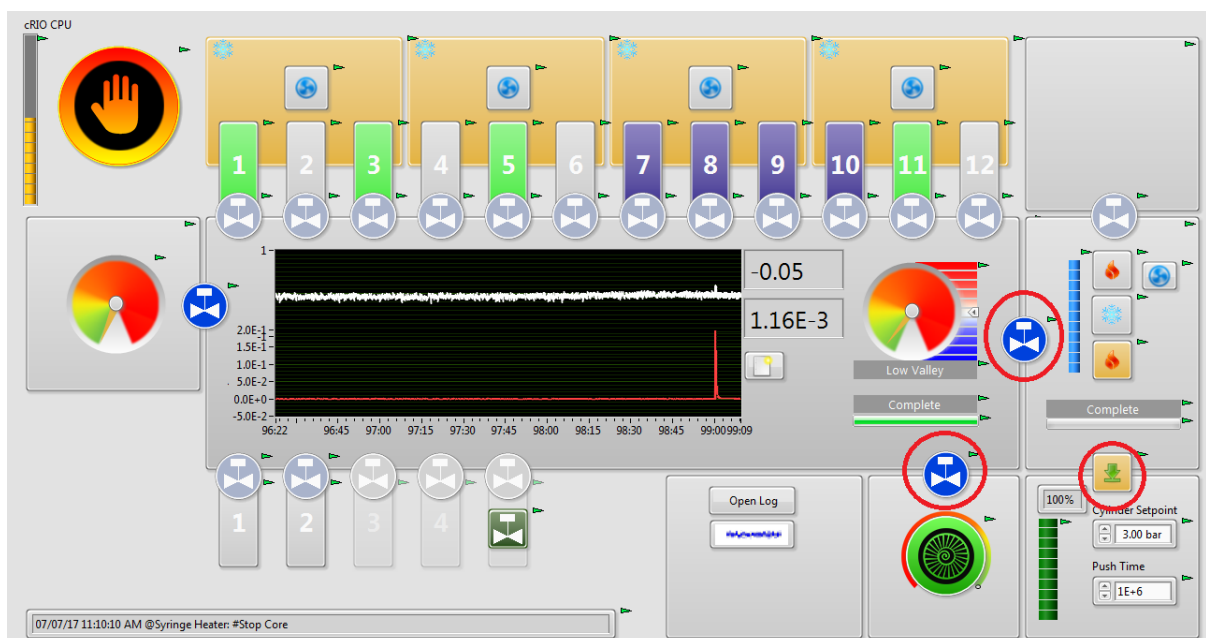 cRIO CPU
1 2 3 4 5 6 7 8 9 10 11 12
1
2.0E-1
1.5E-1
1.0E-1
5.0E-2
0.0E+0
-5.0E-2
96:22 96:45 97:00 97:15 97:30 97:45 98:00 98:15 98:30 98:45 99:00 99:09
-0.05
1.16E-3
Low Valley
Complete
Complete
1 2 3 4
Open Log
100%
Cylinder Setpoint
3.00 bar
Push Time
1E+6
07/07/17 11:10:10 AM @Syringe Heater: #Stop Core